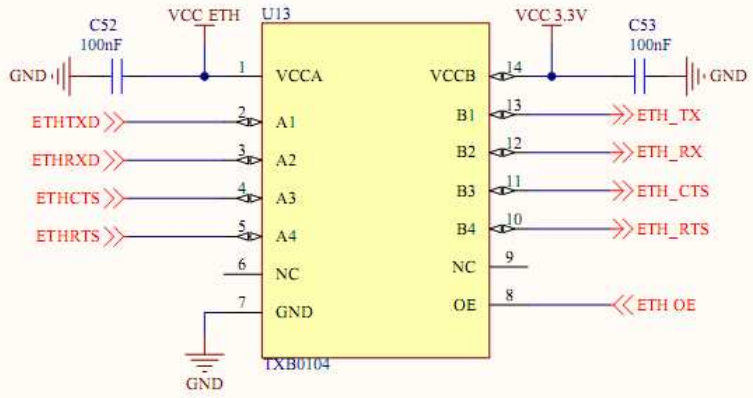 C52
100nF
VCC ETH
U13
VCC 3.3V
C53
100nF
GND
1
VCCA
VCCB
14
GND
ETHTXD
2
A1
B1
13
ETH_TX
ETHRXD
3
A2
B2
12
ETH_RX
ETHCTS
4
A3
B3
11
ETH_CTS
ETHRTS
5
A4
B4
10
ETH_RTS
6
NC
NC
9
7
GND
OE
8
ETH OE
TXB0104
GND